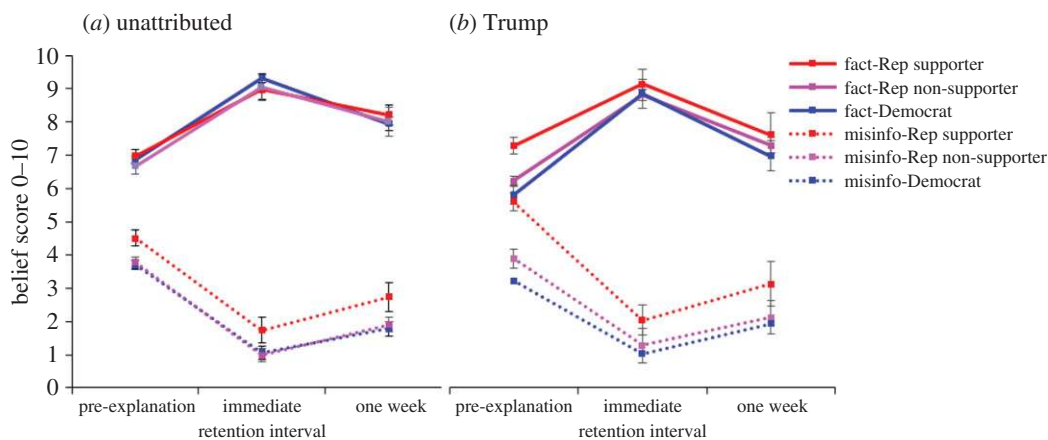 (a) unattributed
(b) Trump
belief score 0–10
10
9
8
7
6
5
4
3
2
1
0
pre-explanation immediate one week
retention interval
pre-explanation immediate one week
retention interval
fact-Rep supporter
fact-Rep non-supporter
fact-Democrat
misinfo-Rep supporter
misinfo-Rep non-supporter
misinfo-Democrat